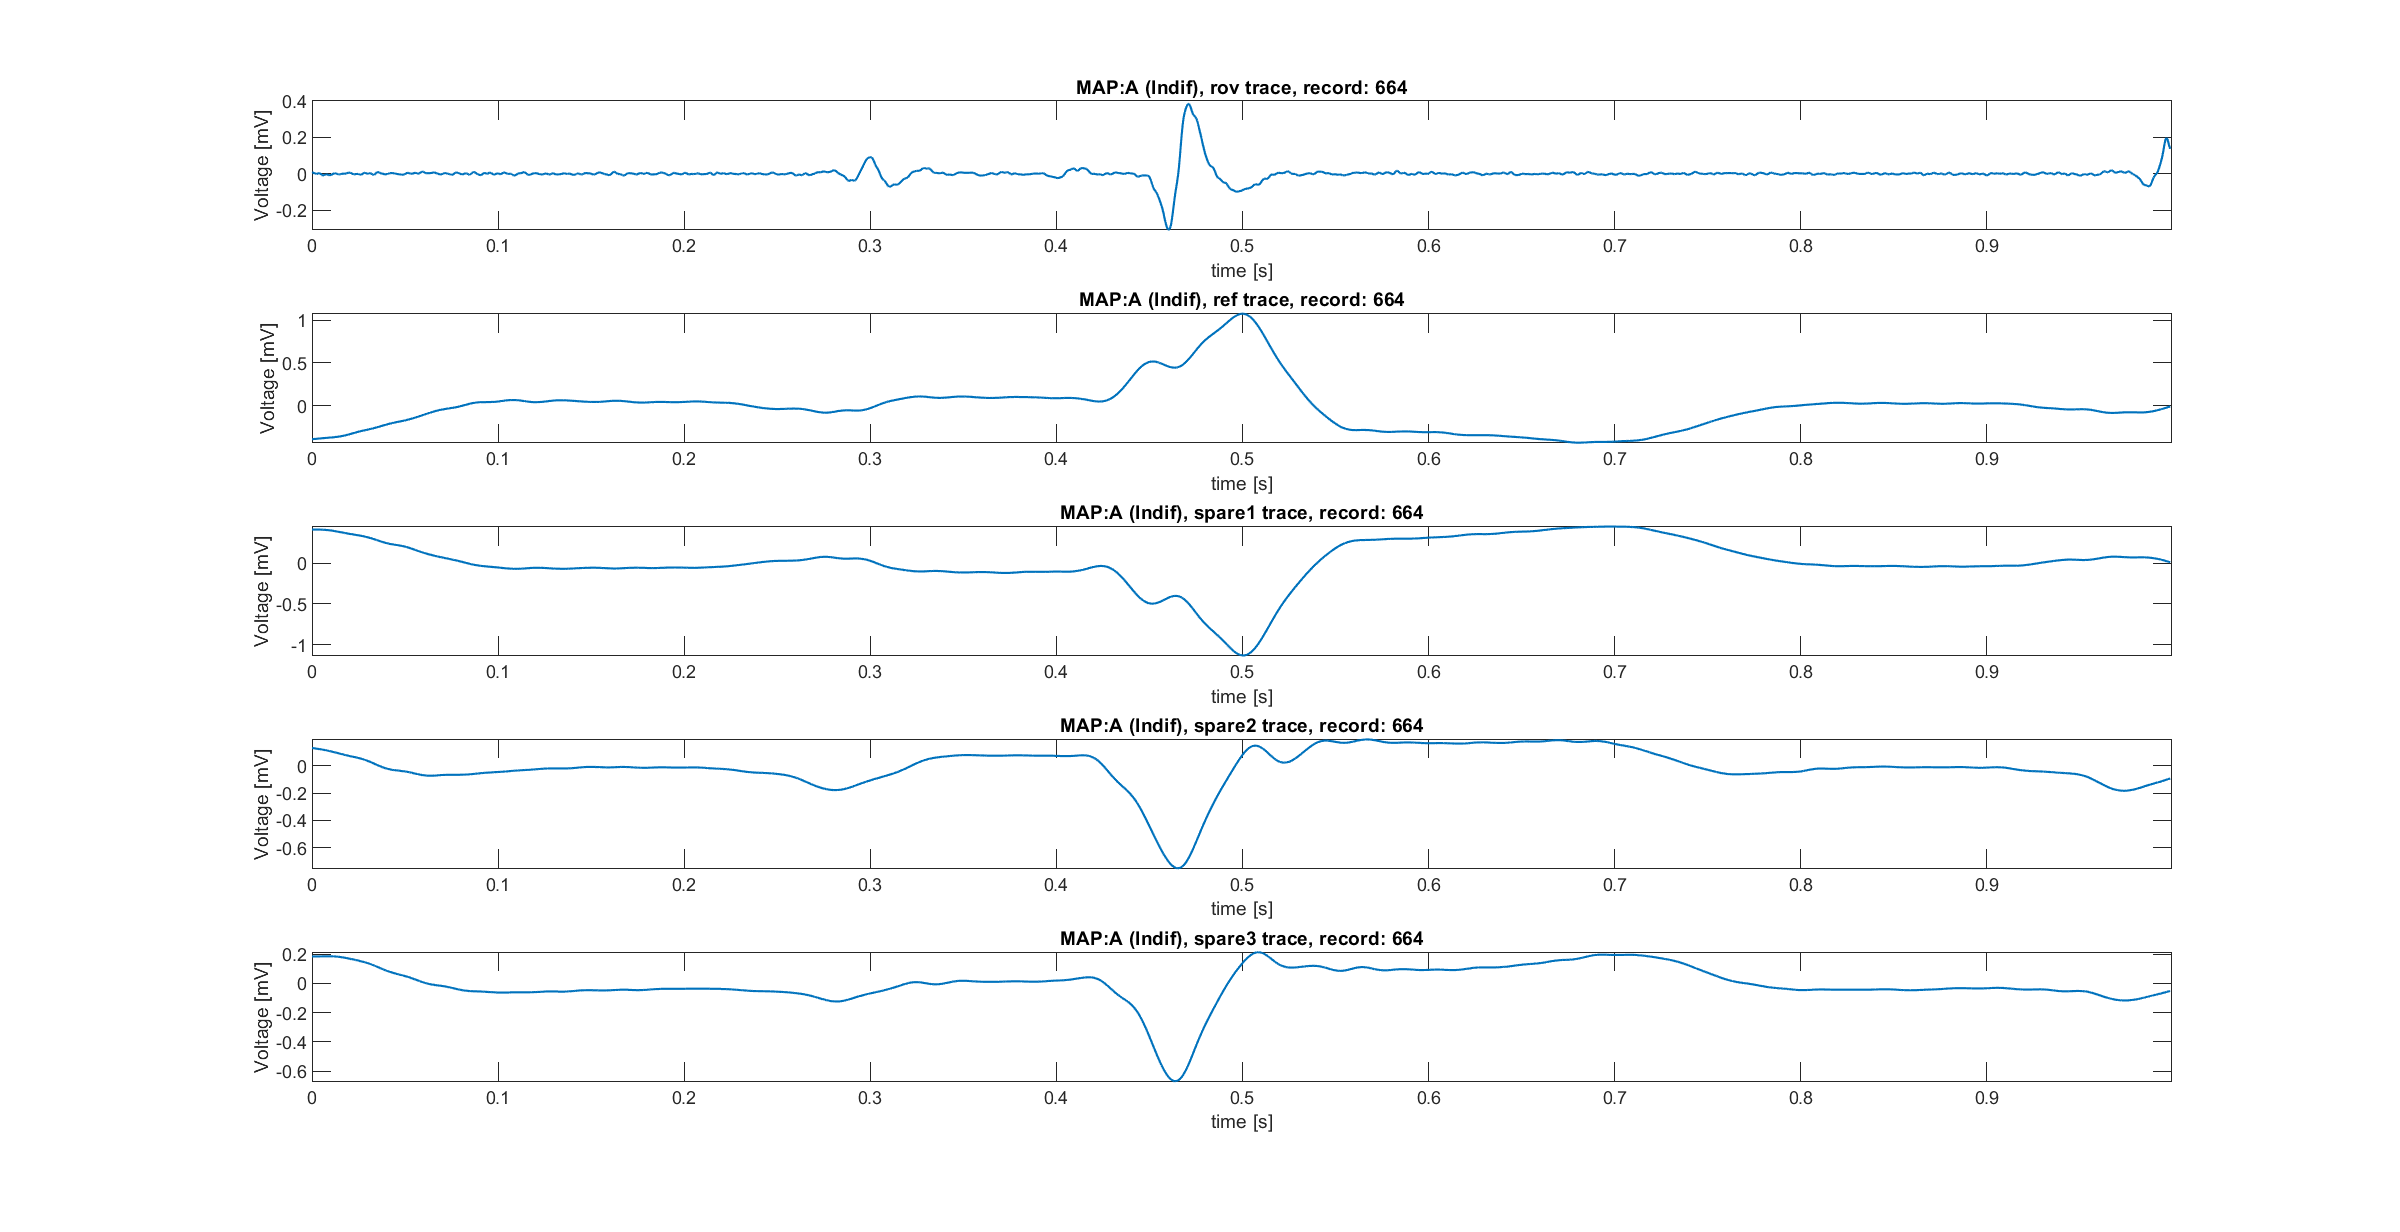 MAP:A (Indif), rov trace, record: 664
Voltage [mV]
0.4
0.2
0
-0.2
0 0.1 0.2 0.3 0.4 0.5 0.6 0.7 0.8 0.9
time [s]
MAP:A (Indif), ref trace, record: 664
Voltage [mV]
1
0.5
0
0 0.1 0.2 0.3 0.4 0.5 0.6 0.7 0.8 0.9
time [s]
MAP:A (Indif), spare1 trace, record: 664
Voltage [mV]
0
-0.5
-1
0 0.1 0.2 0.3 0.4 0.5 0.6 0.7 0.8 0.9
time [s]
MAP:A (Indif), spare2 trace, record: 664
Voltage [mV]
0
-0.2
-0.4
-0.6
0 0.1 0.2 0.3 0.4 0.5 0.6 0.7 0.8 0.9
time [s]
MAP:A (Indif), spare3 trace, record: 664
Voltage [mV]
0.2
0
-0.2
-0.4
-0.6
0 0.1 0.2 0.3 0.4 0.5 0.6 0.7 0.8 0.9
time [s]